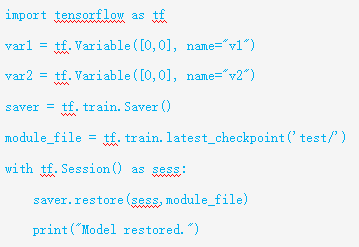 import tensorflow as tf
var1 = tf.Variable([0,0], name="v1")
var2 = tf.Variable([0,0], name="v2")
saver = tf.train.Saver()
module_file = tf.train.latest_checkpoint('test/')
with tf.Session() as sess:
    saver.restore(sess,module_file)
    print("Model restored.")